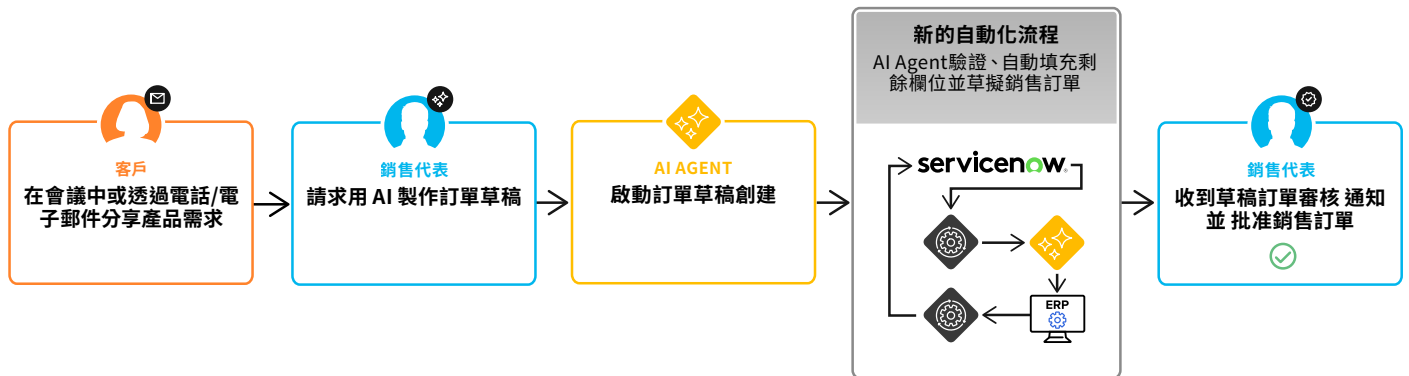 客戶
在會議中或透過電話/電
子郵件分享產品需求
銷售代表
請求用 AI 製作訂單草稿
AI AGENT
啟動訂單草稿創建
新的自動化流程
AI Agent驗證、自動填充剩
餘欄位並草擬銷售訂單
servicenow®
ERP
銷售代表
收到草稿訂單審核 通知
並 批准銷售訂單